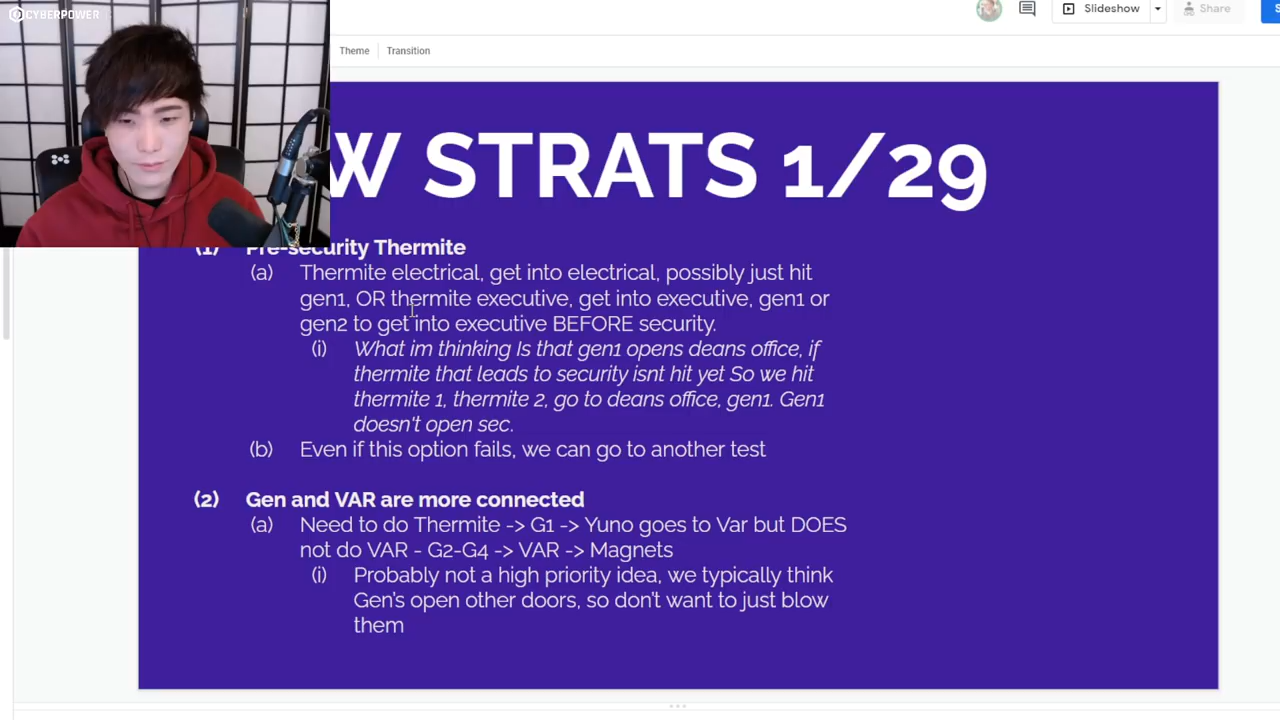 CYBERPOWER
Slideshow
Share
Theme
Transition
W STRATS 1/29
(1) Pre-security Thermite
(a) Thermite electrical, get into electrical, possibly just hit
gen1, OR thermite executive, get into executive, gen1 or
gen2 to get into executive BEFORE security.
(i) What im thinking Is that gen1 opens deans office, if
thermite that leads to security isnt hit yet So we hit
thermite 1, thermite 2, go to deans office, gen1. Gen1
doesn't open sec.
(b) Even if this option fails, we can go to another test
(2) Gen and VAR are more connected
(a) Need to do Thermite -> G1 -> Yuno goes to Var but DOES
not do VAR - G2-G4 -> VAR -> Magnets
(i) Probably not a high priority idea, we typically think
Gen's open other doors, so don't want to just blow
them